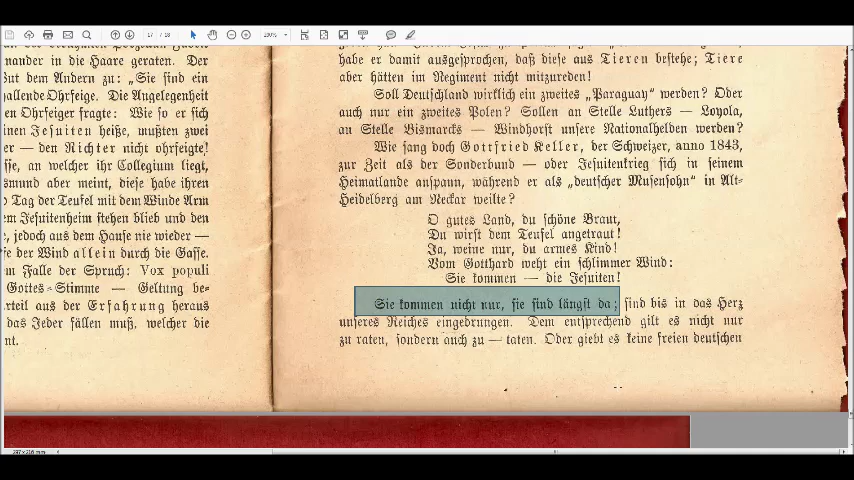 17 / 18
200%
nander in die Haare geraten. Der
Gut dem Andern zu: „Sie sind ein
allende Ohrfeige. Die Angelegenheit
en Ohrfeiger fragte: Wie so er sich
inen Jesuiten heiße, mußten zwei
er — den Richter nicht ohrfeigte!
sse, an welcher ihr Collegium liegt,
smund aber meint, diese habe ihren
Tag der Teufel mit dem Winde Arm
em Jesuitenheim stehen blieb und den
, jedoch aus dem Hause nie wieder —
e der Wind allein durch die Gasse.
em Falle der Spruch: Vox populi
Gottes-Stimme — Geltung be-
rteil aus der Erfahrung heraus
das Jeder fällen muß, welcher die
nt.
habe er damit ausgesprochen, daß diese aus Tieren bestehe; Tiere
aber hätten im Regiment nicht mitzureden!
Soll Deutschland wirklich ein zweites „Paraguay“ werden? Oder
auch nur ein zweites Polen? Sollen an Stelle Luthers — Loyola,
an Stelle Bismarcks — Windhorst unsere Nationalhelden werden?
Wie sang doch Gottfried Keller, der Schweizer, anno 1843,
zur Zeit als der Sonderbund — oder Jesuitenkrieg sich in seinem
Heimatlande anspann, während er als „deutscher Musensohn“ in Alt-
Heidelberg am Neckar weilte?
O gutes Land, du schöne Braut,
Du wirst dem Teufel angetraut!
Ja, weine nur, du armes Kind!
Vom Gotthard weht ein schlimmer Wind:
Sie kommen — die Jesuiten!
Sie kommen nicht nur, sie sind längst da; sind bis in das Herz
unseres Reiches eingedrungen. Dem entsprechend gilt es nicht nur
zu raten, sondern auch zu — taten. Oder giebt es keine freien deutschen
297 x 216 mm